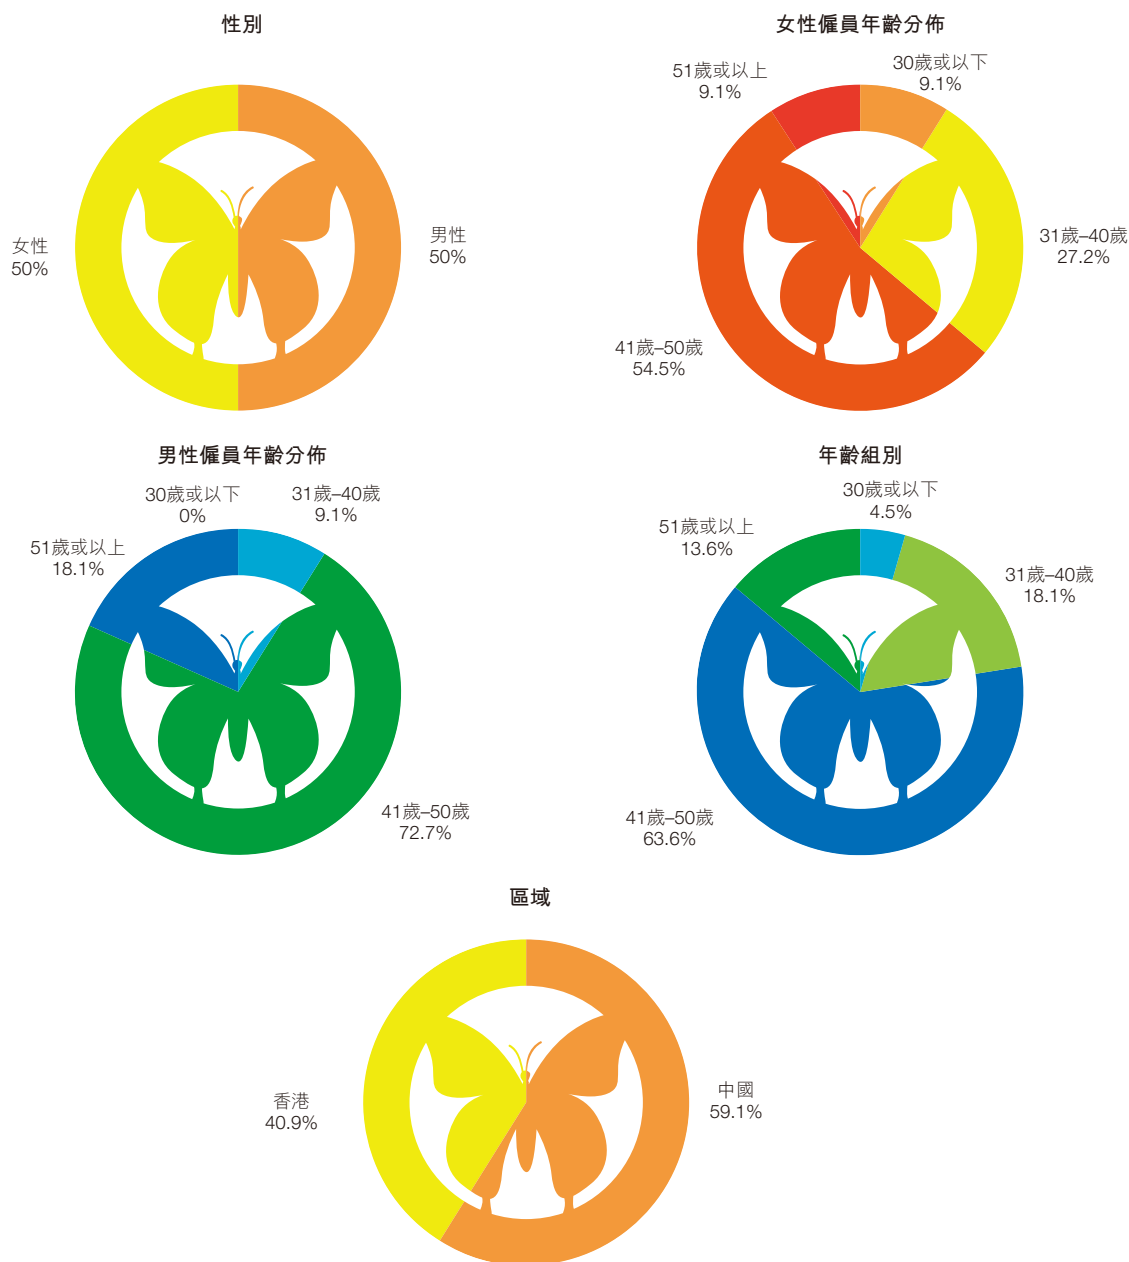 性別
女性
50%
男性
50%
女性僱員年齡分佈
51歲或以上
9.1%
30歲或以下
9.1%
31歲–40歲
27.2%
41歲–50歲
54.5%
男性僱員年齡分佈
30歲或以下
0%
31歲–40歲
9.1%
51歲或以上
18.1%
41歲–50歲
72.7%
年齡組別
30歲或以下
4.5%
51歲或以上
13.6%
31歲–40歲
18.1%
41歲–50歲
63.6%
區域
香港
40.9%
中國
59.1%